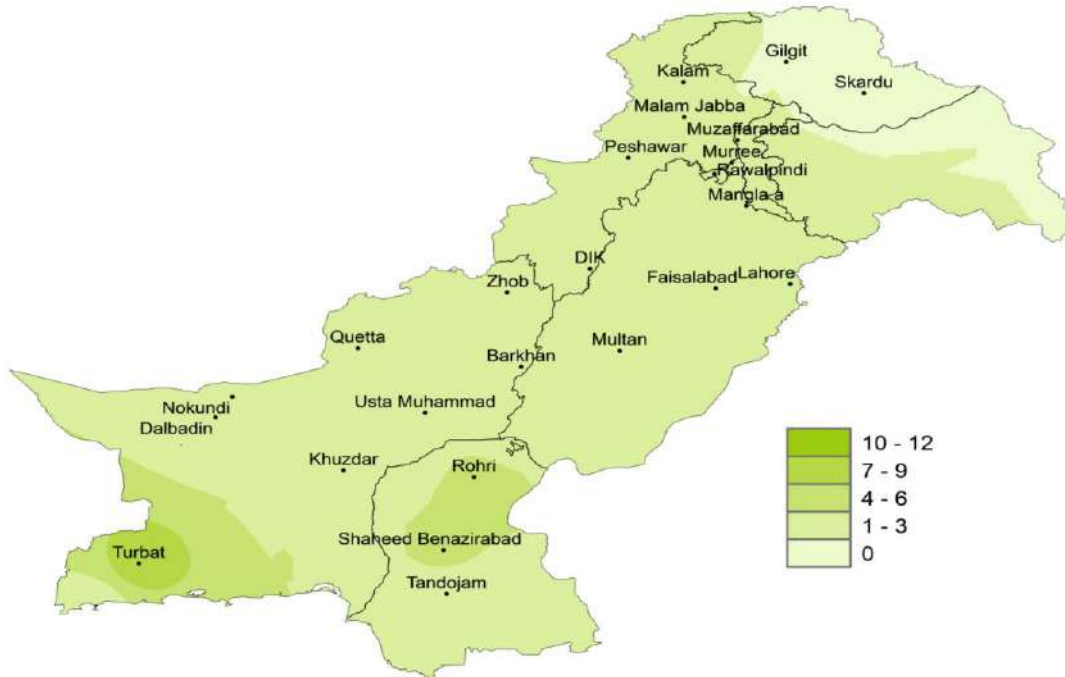 Gilgit
Kalam
Skardu
Malam Jabba
Muzaffarabad
Peshawar
Murree
Rawalpindi
Mangla a
DIK
Zhob
Faisalabad
Lahore
Quetta
Multan
Barkhan
Nokundi
Usta Muhammad
Dalbadin
Khuzdar
Rohri
Shaheed Benazirabad
Turbat
Tandojam
10 - 12
7 - 9
4 - 6
1 - 3
0